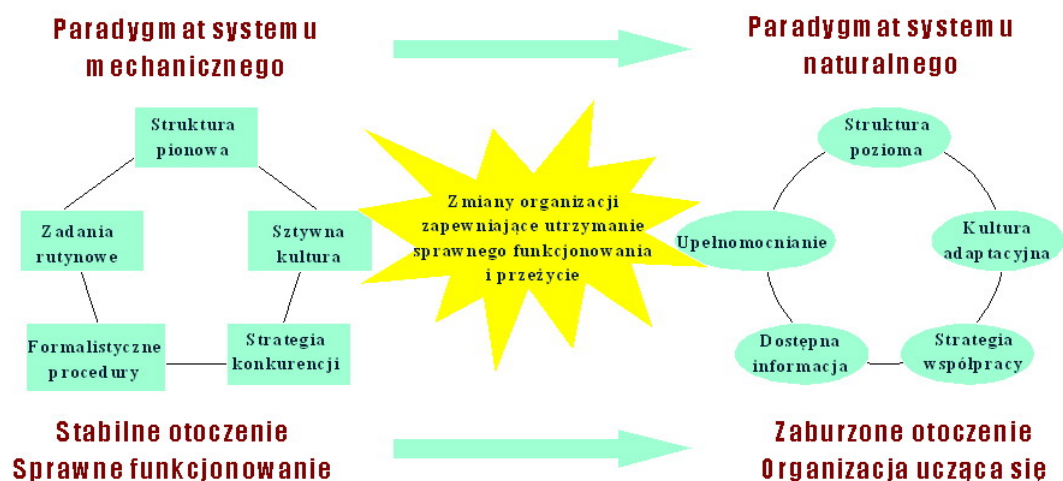 Paradygmat systemu
mechanicznego
Paradygmat systemu
naturalnego
Struktura
pionowa
Zadania
rutynowe
Sztywna
kultura
Formalistyczne
procedury
Strategia
konkurencji
Zmiany organizacji
zapewniające utrzymanie
sprawnego funkcjonowania
i przeżycie
Struktura
pozioma
Upełnomocnianie
Kultura
adaptacyjna
Dostępna
informacja
Strategia
współpracy
Stabilne otoczenie
Sprawne funkcjonowanie
Zaburzone otoczenie
Organizacja ucząca się